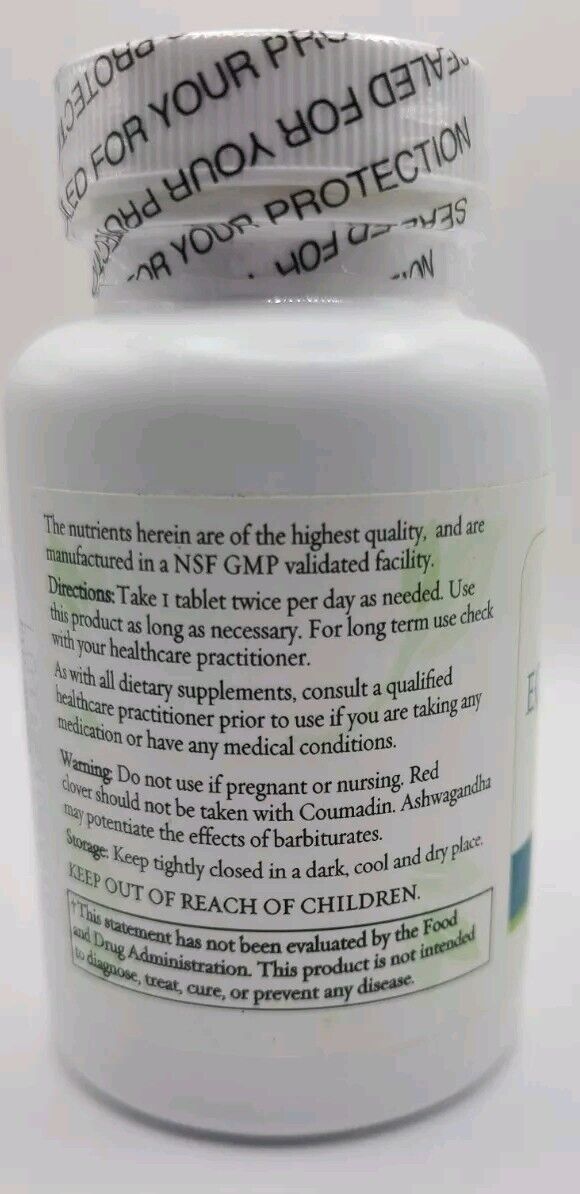 PROTECT
FOR YOUR PRO
SEALED FOR YOUR PRO
FOR YOUR PROTECTION
SEALED FOR
The nutrients herein are of the highest quality, and are
manufactured in a NSF GMP validated facility.
Directions: Take 1 tablet twice per day as needed. Use
this product as long as necessary. For long term use check
with your healthcare practitioner.
As with all dietary supplements, consult a qualified
healthcare practitioner prior to use if you are taking any
medication or have any medical conditions.
Warning: Do not use if pregnant or nursing. Red
clover should not be taken with Coumadin. Ashwagandha
may potentiate the effects of barbiturates.
Storage: Keep tightly closed in a dark, cool and dry place.
KEEP OUT OF REACH OF CHILDREN.
†This statement has not been evaluated by the Food
and Drug Administration. This product is not intended
to diagnose, treat, cure, or prevent any disease.